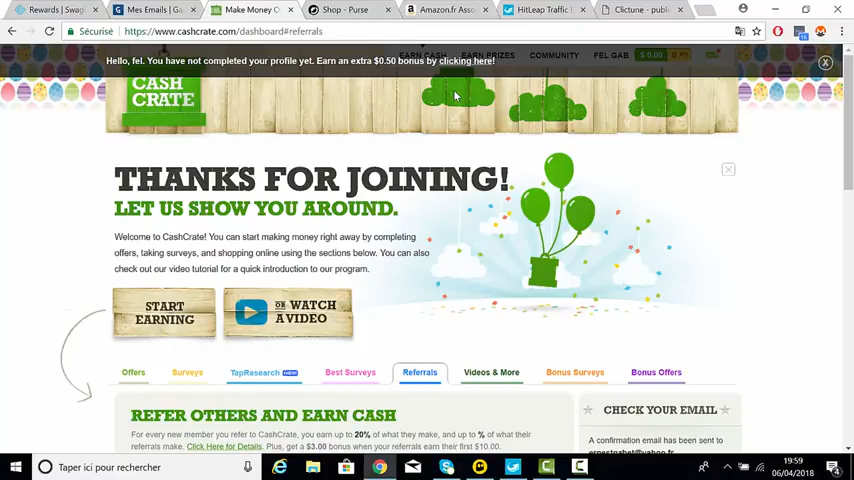 Rewards | Swag
Mes Emails | Ga
Make Money O
Shop - Purse
Amazon.fr Asso
HitLeap Traffic E
Clictune - publi
Sécurisé
https://www.cashcrate.com/dashboard#referrals
EARN CASH
EARN PRIZES
COMMUNITY
FEL GAB
$ 0.00
Hello, fel. You have not completed your profile yet. Earn an extra $0.50 bonus by clicking here!
X
CASH
CRATE
THANKS FOR JOINING!
LET US SHOW YOU AROUND.
Welcome to CashCrate! You can start making money right away by completing
offers, taking surveys, and shopping online using the sections below. You can also
check out our video tutorial for a quick introduction to our program.
START
EARNING
OR WATCH
A VIDEO
Offers
Surveys
TapResearch NEW!
Best Surveys
Referrals
Videos & More
Bonus Surveys
Bonus Offers
REFER OTHERS AND EARN CASH
For every new member you refer to CashCrate, you earn up to 20% of what they make, and up to % of what their
referrals make. Click Here for Details. Plus, get a $3.00 bonus when your referrals earn their first $10.00.
CHECK YOUR EMAIL
A confirmation email has been sent to
ernestgabet@yahoo.fr
Taper ici pour rechercher
19:59
06/04/2018